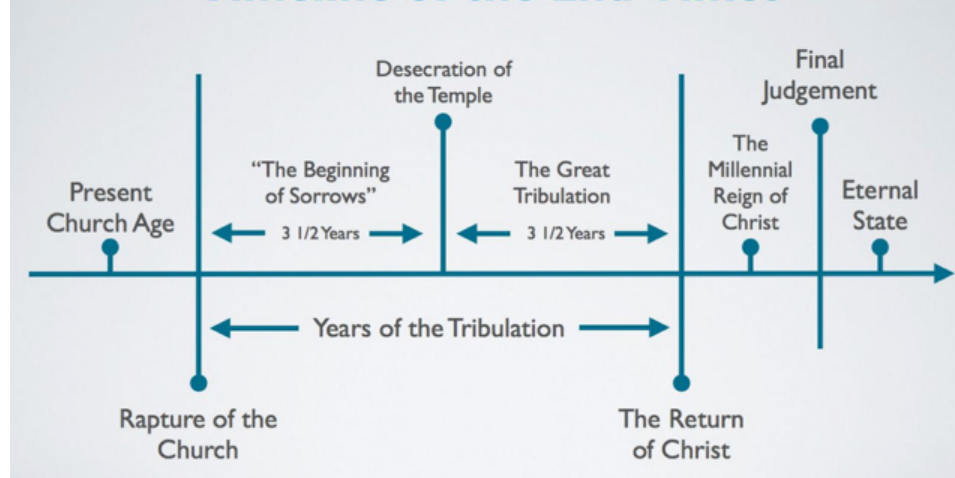 Desecration of
the Temple
Final
Judgement
"The Beginning
of Sorrows"
The Great
Tribulation
The
Millennial
Reign of
Christ
Present
Church Age
Eternal
State
3 1/2 Years
3 1/2 Years
Years of the Tribulation
Rapture of the
Church
The Return
of Christ